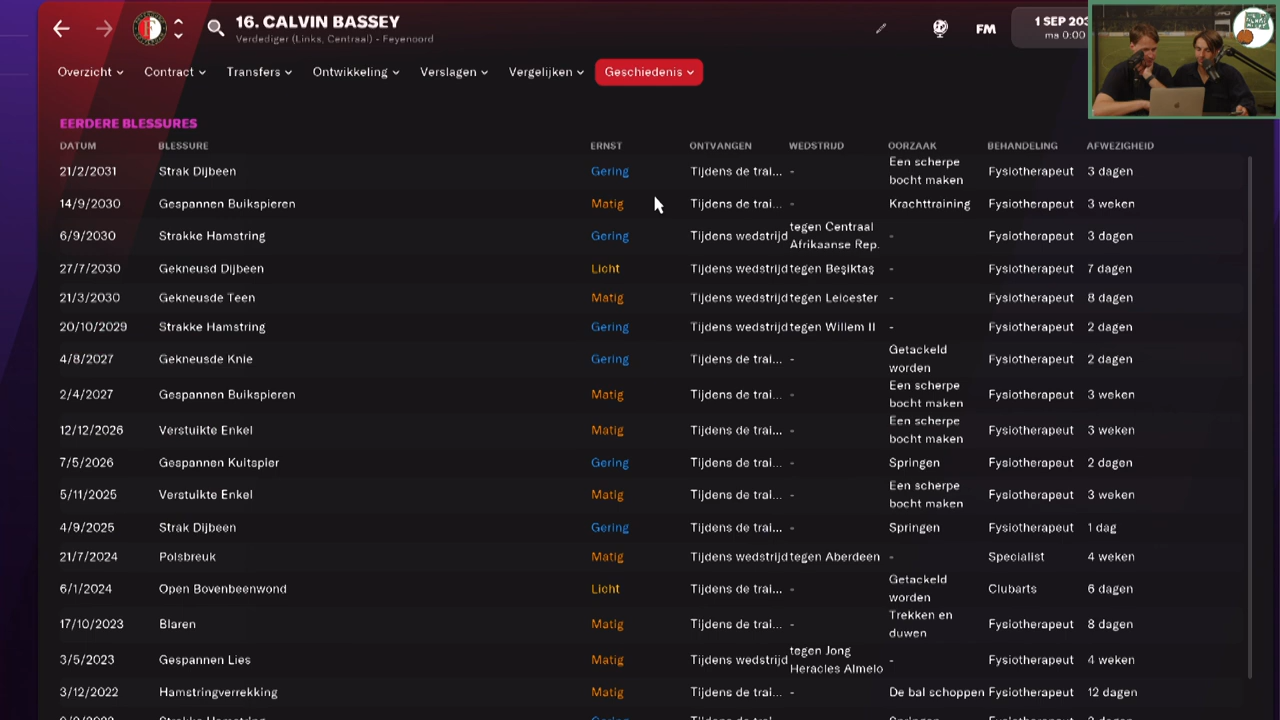 16. CALVIN BASSEY
Verdediger (Links, Centraal) - Feyenoord
FM
1 SEP 203
ma 0:00
Overzicht
Contract
Transfers
Ontwikkeling
Verslagen
Vergelijken
Geschiedenis
EERDERE BLESSURES
DATUM BLESSURE ERNST ONTVANGEN WEDSTRIJD OORZAAK BEHANDELING AFWEZIGHEID
21/2/2031 Strak Dijbeen Gering Tijdens de trai... - Een scherpe bocht maken Fysiotherapeut 3 dagen
14/9/2030 Gespannen Buikspieren Matig Tijdens de trai... - Krachttraining Fysiotherapeut 3 weken
6/9/2030 Strakke Hamstring Gering Tijdens wedstrijd tegen Centraal Afrikaanse Rep. - Fysiotherapeut 3 dagen
27/7/2030 Gekneusd Dijbeen Licht Tijdens wedstrijd tegen Beşiktaş - Fysiotherapeut 7 dagen
21/3/2030 Gekneusde Teen Matig Tijdens wedstrijd tegen Leicester - Fysiotherapeut 8 dagen
20/10/2029 Strakke Hamstring Gering Tijdens wedstrijd tegen Willem II - Fysiotherapeut 2 dagen
4/8/2027 Gekneusde Knie Gering Tijdens de trai... - Getackeld worden Fysiotherapeut 2 dagen
2/4/2027 Gespannen Buikspieren Matig Tijdens de trai... - Een scherpe bocht maken Fysiotherapeut 3 weken
12/12/2026 Verstuikte Enkel Matig Tijdens de trai... - Een scherpe bocht maken Fysiotherapeut 3 weken
7/5/2026 Gespannen Kuitspier Gering Tijdens de trai... - Springen Fysiotherapeut 2 dagen
5/11/2025 Verstuikte Enkel Matig Tijdens de trai... - Een scherpe bocht maken Fysiotherapeut 3 weken
4/9/2025 Strak Dijbeen Gering Tijdens de trai... - Springen Fysiotherapeut 1 dag
21/7/2024 Polsbreuk Matig Tijdens wedstrijd tegen Aberdeen - Specialist 4 weken
6/1/2024 Open Bovenbeenwond Licht Tijdens de trai... - Getackeld worden Clubarts 6 dagen
17/10/2023 Blaren Matig Tijdens de trai... - Trekken en duwen Fysiotherapeut 8 dagen
3/5/2023 Gespannen Lies Matig Tijdens wedstrijd tegen Jong Heracles Almelo - Fysiotherapeut 4 weken
3/12/2022 Hamstringverrekking Matig Tijdens de trai... - De bal schoppen Fysiotherapeut 12 dagen